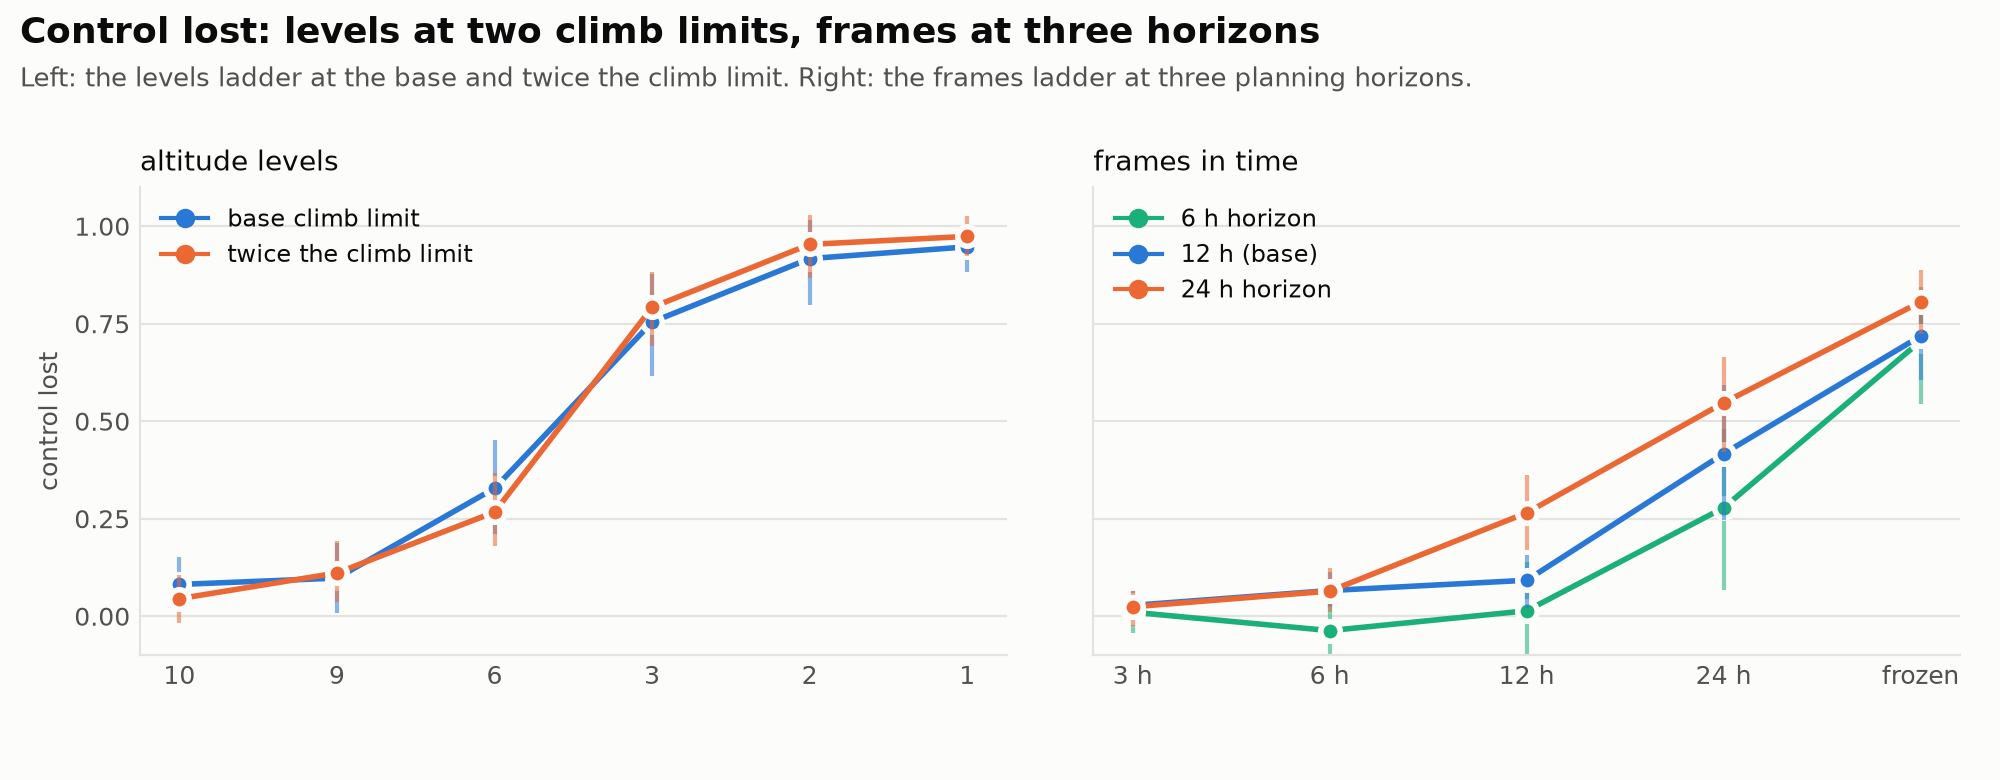 Control lost: levels at two climb limits, frames at three horizons
Left: the levels ladder at the base and twice the climb limit. Right: the frames ladder at three planning horizons.
altitude levels
base climb limit
twice the climb limit
control lost
1.00
0.75
0.50
0.25
0.00
10 9 6 3 2 1
frames in time
6 h horizon
12 h (base)
24 h horizon
3 h 6 h 12 h 24 h frozen